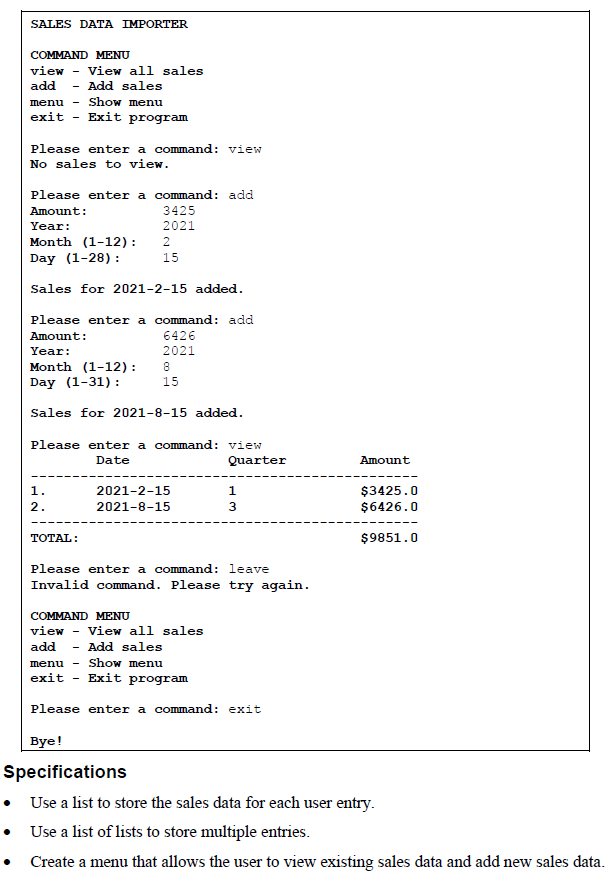 SALES DATA IMPORTER
COMMAND MENU
view - View all sales
add - Add sales
menu - Show menu
exit - Exit program
Please enter a command: view
No sales to view.
Please enter a command: add
Amount: 3425
Year: 2021
Month (1-12): 2
Day (1-28): 15
Sales for 2021-2-15 added.
Please enter a command: add
Amount: 6426
Year: 2021
Month (1-12): 8
Day (1-31): 15
Sales for 2021-8-15 added.
Please enter a command: view
Date Quarter Amount
-----------------------------------------------
1. 2021-2-15 1 $3425.0
2. 2021-8-15 3 $6426.0
-----------------------------------------------
TOTAL: $9851.0
Please enter a command: leave
Invalid command. Please try again.
COMMAND MENU
view - View all sales
add - Add sales
menu - Show menu
exit - Exit program
Please enter a command: exit
Bye!
Specifications
• Use a list to store the sales data for each user entry.
• Use a list of lists to store multiple entries.
• Create a menu that allows the user to view existing sales data and add new sales data.